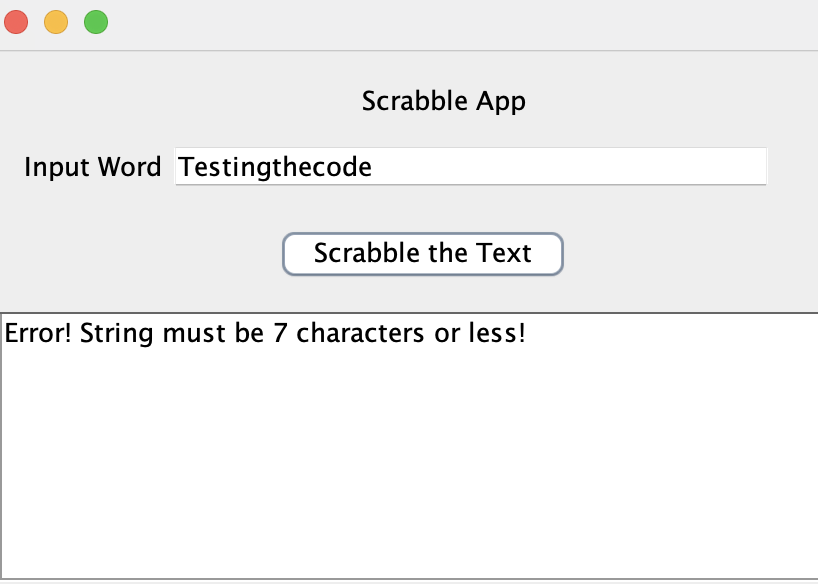 Scrabble App
Input Word Testingthecode
Scrabble the Text
Error! String must be 7 characters or less!